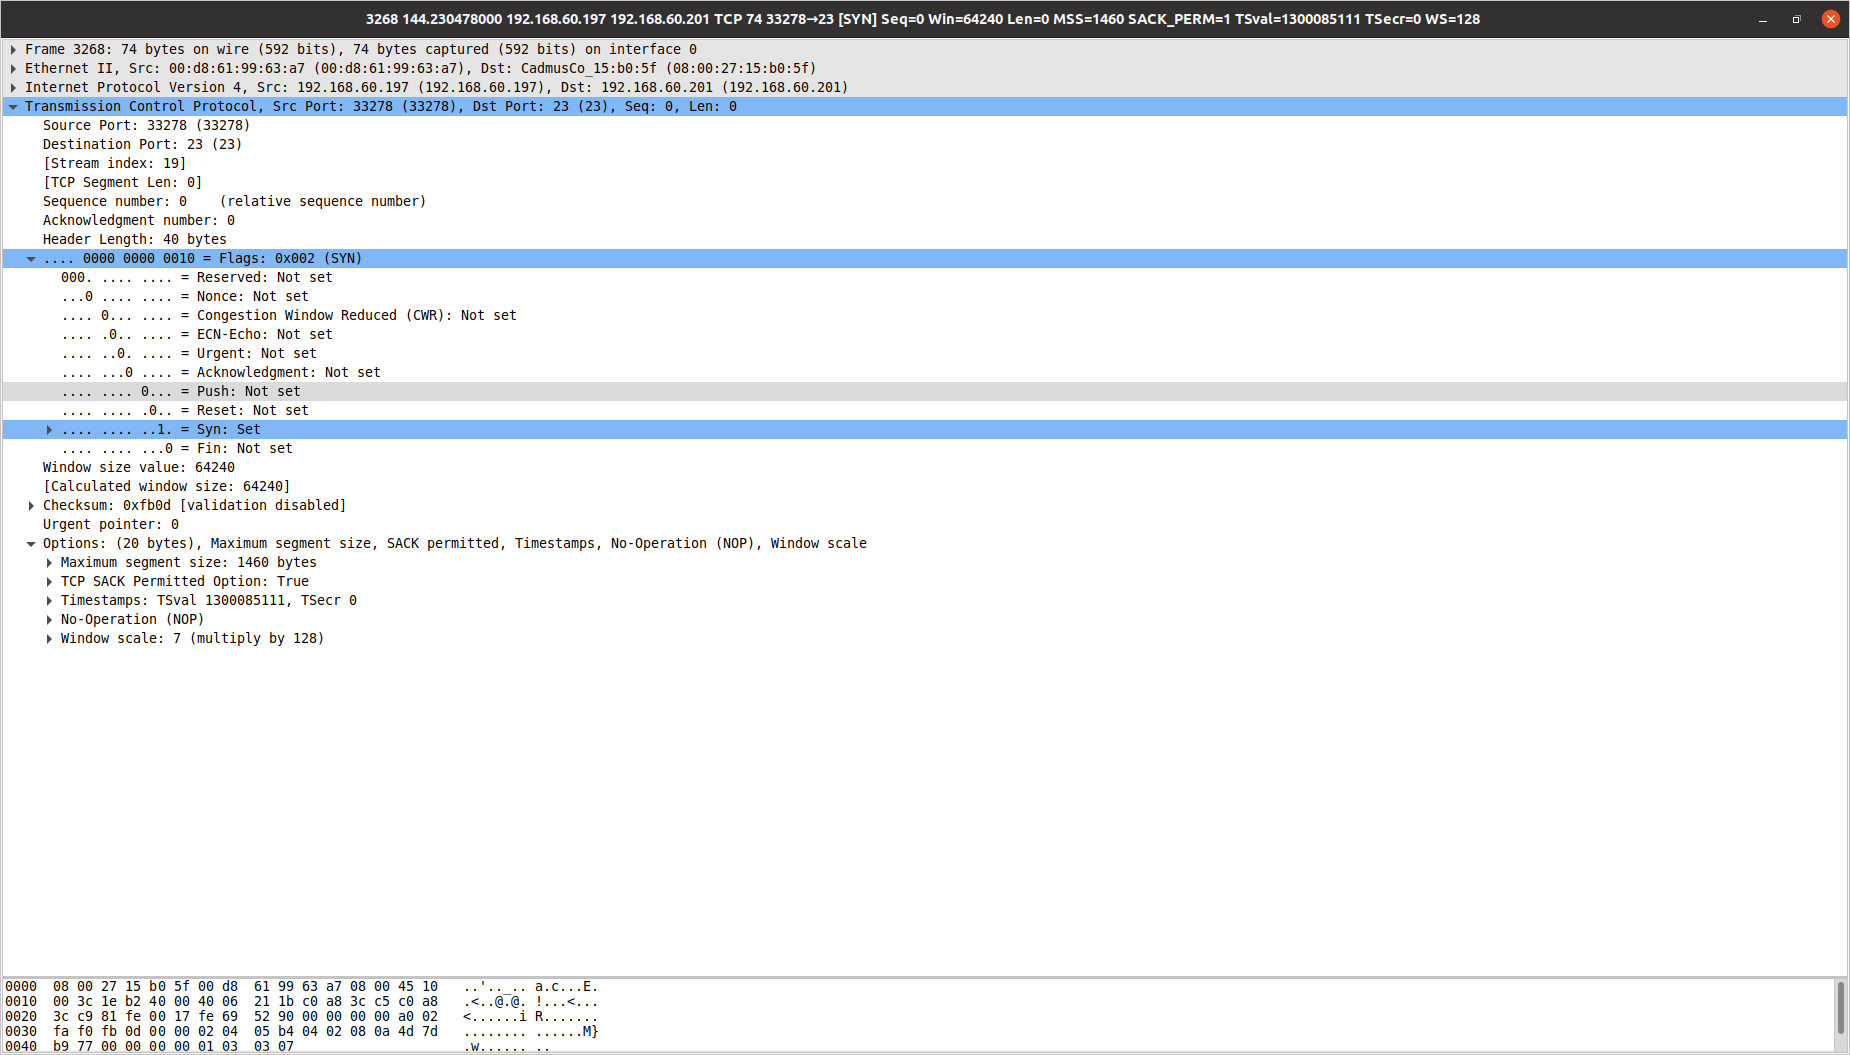 3268 144.230478000 192.168.60.197 192.168.60.201 TCP 74 33278→23 [SYN] Seq=0 Win=64240 Len=0 MSS=1460 SACK_PERM=1 TSval=1300085111 TSecr=0 WS=128
Frame 3268: 74 bytes on wire (592 bits), 74 bytes captured (592 bits) on interface 0
Ethernet II, Src: 00:d8:61:99:63:a7 (00:d8:61:99:63:a7), Dst: CadmusCo_15:b0:5f (08:00:27:15:b0:5f)
Internet Protocol Version 4, Src: 192.168.60.197 (192.168.60.197), Dst: 192.168.60.201 (192.168.60.201)
Transmission Control Protocol, Src Port: 33278 (33278), Dst Port: 23 (23), Seq: 0, Len: 0
Source Port: 33278 (33278)
Destination Port: 23 (23)
[Stream index: 19]
[TCP Segment Len: 0]
Sequence number: 0    (relative sequence number)
Acknowledgment number: 0
Header Length: 40 bytes
.... 0000 0000 0010 = Flags: 0x002 (SYN)
000. .... .... = Reserved: Not set
...0 .... .... = Nonce: Not set
.... 0... .... = Congestion Window Reduced (CWR): Not set
.... .0.. .... = ECN-Echo: Not set
.... ..0. .... = Urgent: Not set
.... ...0 .... = Acknowledgment: Not set
.... .... 0... = Push: Not set
.... .... .0.. = Reset: Not set
.... .... ..1. = Syn: Set
.... .... ...0 = Fin: Not set
Window size value: 64240
[Calculated window size: 64240]
Checksum: 0xfb0d [validation disabled]
Urgent pointer: 0
Options: (20 bytes), Maximum segment size, SACK permitted, Timestamps, No-Operation (NOP), Window scale
Maximum segment size: 1460 bytes
TCP SACK Permitted Option: True
Timestamps: TSval 1300085111, TSecr 0
No-Operation (NOP)
Window scale: 7 (multiply by 128)
0000  08 00 27 15 b0 5f 00 d8  61 99 63 a7 08 00 45 10   ..'.._.. a.c...E.
0010  00 3c 1e b2 40 00 40 06  21 1b c0 a8 3c c5 c0 a8   .<..@.@. !...<...
0020  3c c9 81 fe 00 17 fe 69  52 90 00 00 00 00 a0 02   <......i R.......
0030  fa f0 fb 0d 00 00 02 04  05 b4 04 02 08 0a 4d 7d   ........ ......M}
0040  b9 77 00 00 00 00 01 03  03 07   .w...... ..